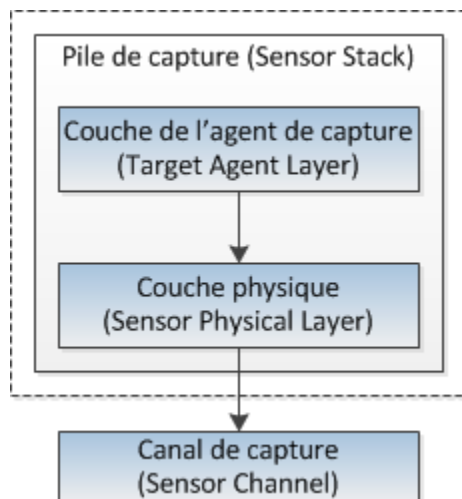 Pile de capture (Sensor Stack)
Couche de l'agent de capture
(Target Agent Layer)
Couche physique
(Sensor Physical Layer)
Canal de capture
(Sensor Channel)